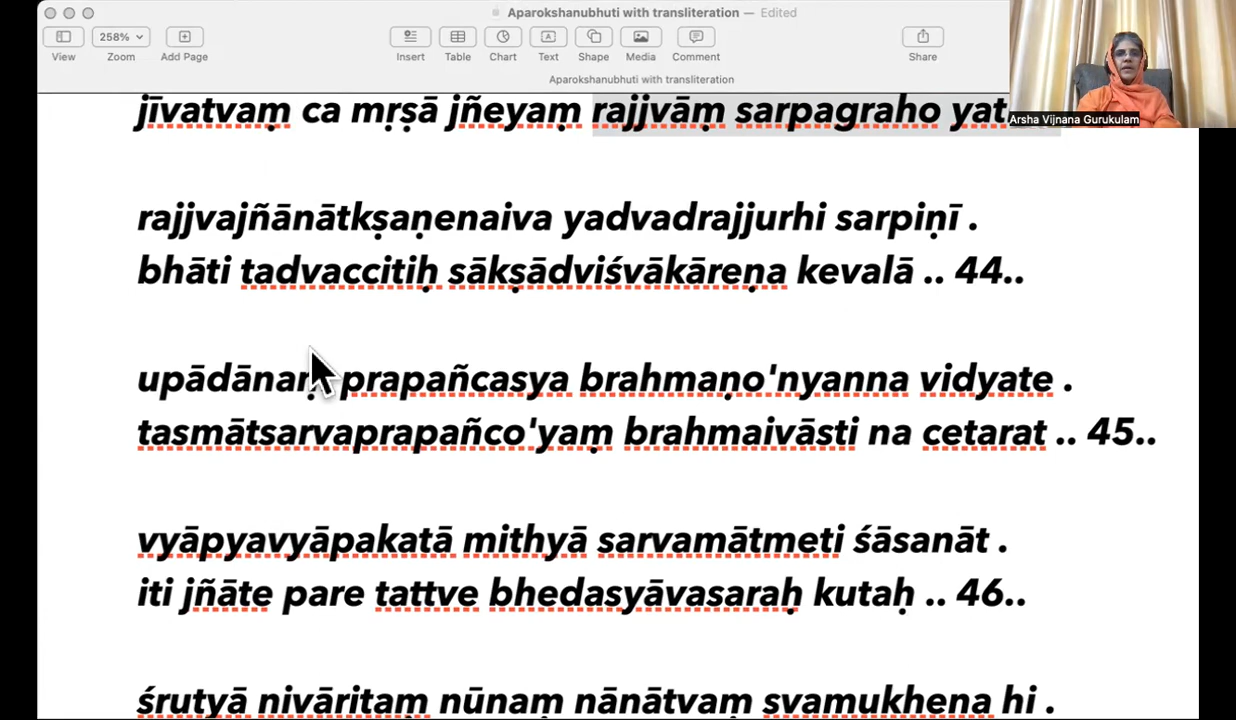 Aparokshanubhuti with transliteration — Edited
258%
View Zoom Add Page Insert Table Chart Text Shape Media Comment Share
Aparokshanubhuti with transliteration
Arsha Vijnana Gurukulam
jīvatvaṃ ca mṛṣā jñeyaṃ rajjvāṃ sarpagraho
rajjvajñānātkṣaṇenaiva yadvadrajjurhi sarpiṇī .
bhāti tadvaccitiḥ sākṣādviśvākāreṇa kevalā .. 44..
upādānaṃ prapañcasya brahmaṇo'nyanna vidyate .
tasmātsarvaprapañco'yaṃ brahmaivāsti na cetarat .. 45..
vyāpyavyāpakatā mithyā sarvamātmeti śāsanāt .
iti jñāte pare tattve bhedasyāvasaraḥ kutaḥ .. 46..
śrutyā nivāritaṃ nūnaṃ nānātvaṃ svamukhena hi .